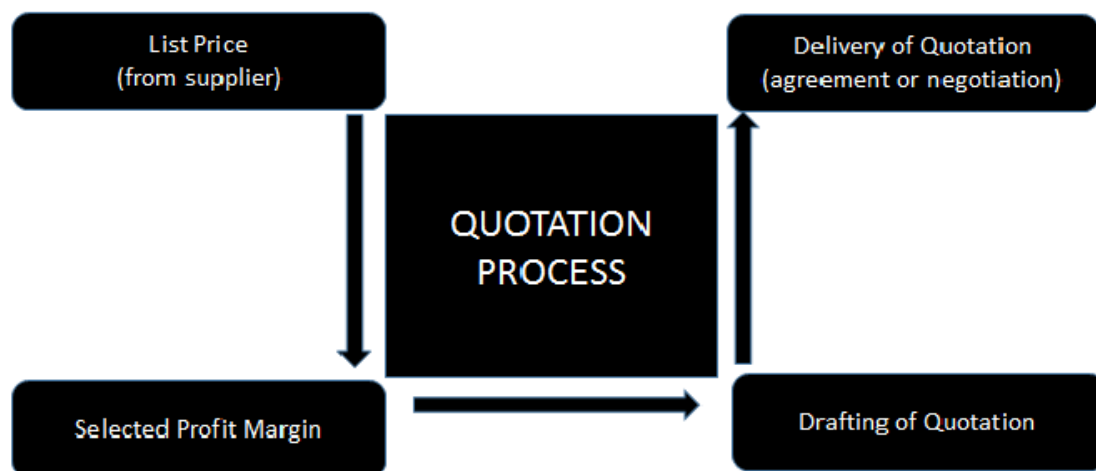 List Price
(from supplier)
Delivery of Quotation
(agreement or negotiation)
QUOTATION
PROCESS
Selected Profit Margin
Drafting of Quotation